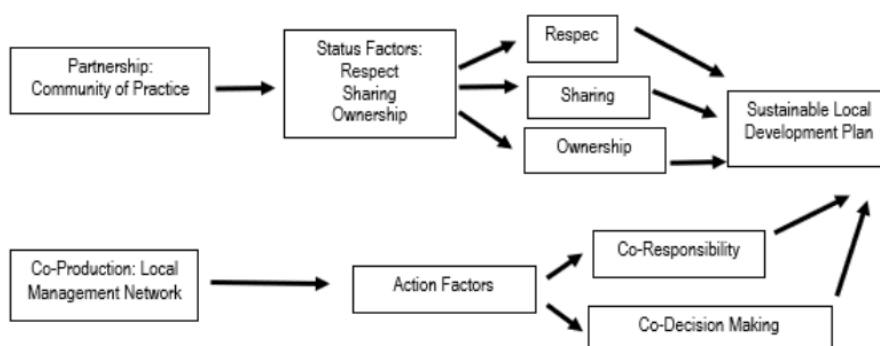 Partnership:
Community of Practice
Status Factors:
Respect
Sharing
Ownership
Respec
Sharing
Ownership
Sustainable Local
Development Plan
Co-Production: Local
Management Network
Action Factors
Co-Responsibility
Co-Decision Making